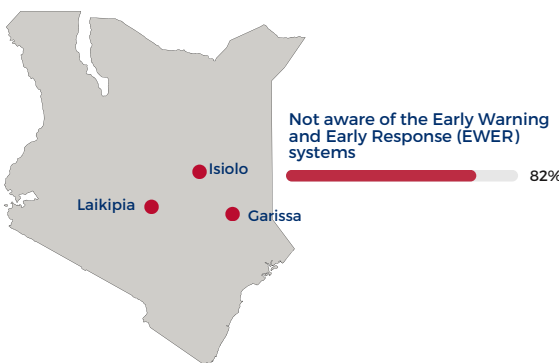 Not aware of the Early Warning
and Early Response (EWER)
systems
82%
Isiolo
Laikipia
Garissa